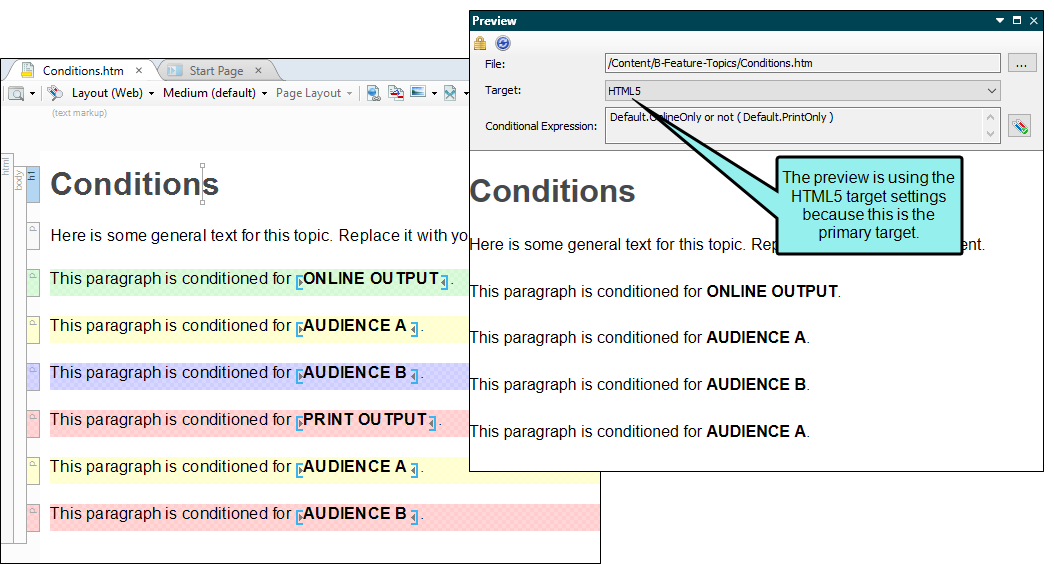 Conditions.htm
Start Page
Layout (Web)
Medium (default)
Page Layout
(text markup)
html
body
h1
Conditions
p
Here is some general text for this topic. Replace it with yo
p
This paragraph is conditioned for ONLINE OUTPUT.
p
This paragraph is conditioned for AUDIENCE A.
p
This paragraph is conditioned for AUDIENCE B.
p
This paragraph is conditioned for PRINT OUTPUT.
p
This paragraph is conditioned for AUDIENCE A.
p
This paragraph is conditioned for AUDIENCE B.
Preview
File:
/Content/B-Feature-Topics/Conditions.htm
...
Target:
HTML5
Conditional Expression:
Default.OnlineOnly or not ( Default.PrintOnly )
The preview is using the
HTML5 target settings
because this is the
primary target.
Conditions
Here is some general text for this topic. Rep ent.
This paragraph is conditioned for ONLINE OUTPUT.
This paragraph is conditioned for AUDIENCE A.
This paragraph is conditioned for AUDIENCE B.
This paragraph is conditioned for AUDIENCE A.